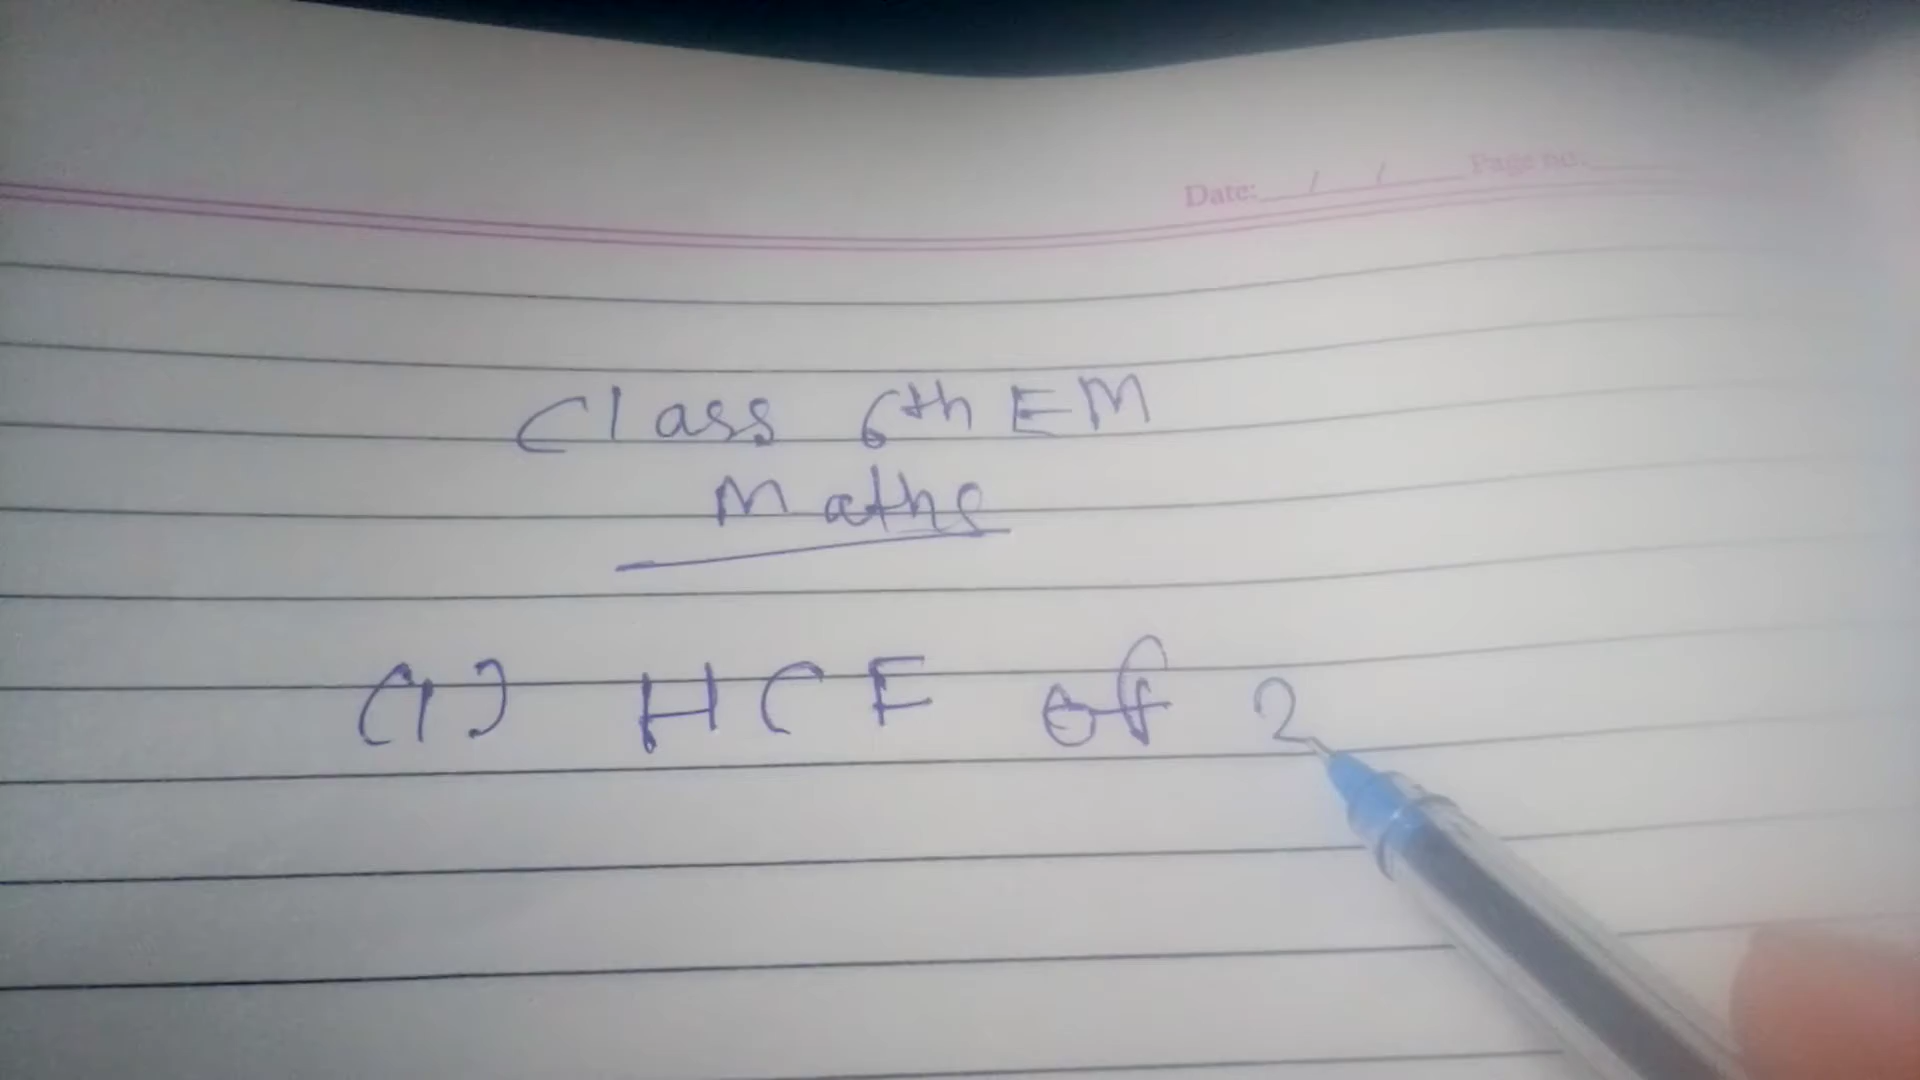 Date: / / Page no.
Class 6th EM
Maths
(1) HCF of 2